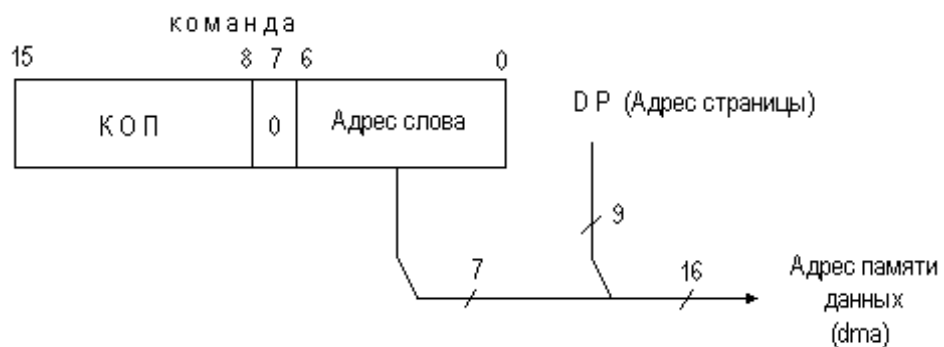 команда
15 8 7 6 0
КОП 0 Адрес слова
DP (Адрес страницы)
9
7 16
Адрес памяти
данных
(dma)